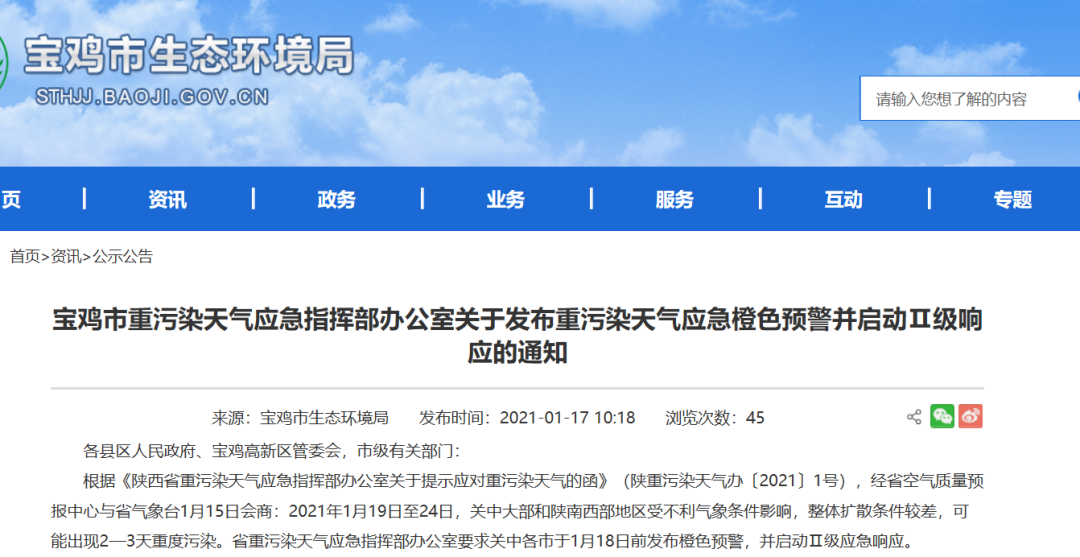 宝鸡市生态环境局
STHJJ.BAOJI.GOV.CN
请输入您想了解的内容
页 | 资讯 | 政务 | 业务 | 服务 | 互动 | 专题
首页>资讯>公示公告
宝鸡市重污染天气应急指挥部办公室关于发布重污染天气应急橙色预警并启动Ⅱ级响
应的通知
来源：宝鸡市生态环境局 发布时间：2021-01-17 10:18 浏览次数：45
各县区人民政府、宝鸡高新区管委会，市级有关部门：
根据《陕西省重污染天气应急指挥部办公室关于提示应对重污染天气的函》（陕重污染天气办〔2021〕1号），经省空气质量预
报中心与省气象台1月15日会商：2021年1月19日至24日，关中大部和陕南西部地区受不利气象条件影响，整体扩散条件较差，可
能出现2—3天重度污染。省重污染天气应急指挥部办公室要求关中各市于1月18日前发布橙色预警，并启动Ⅱ级应急响应。